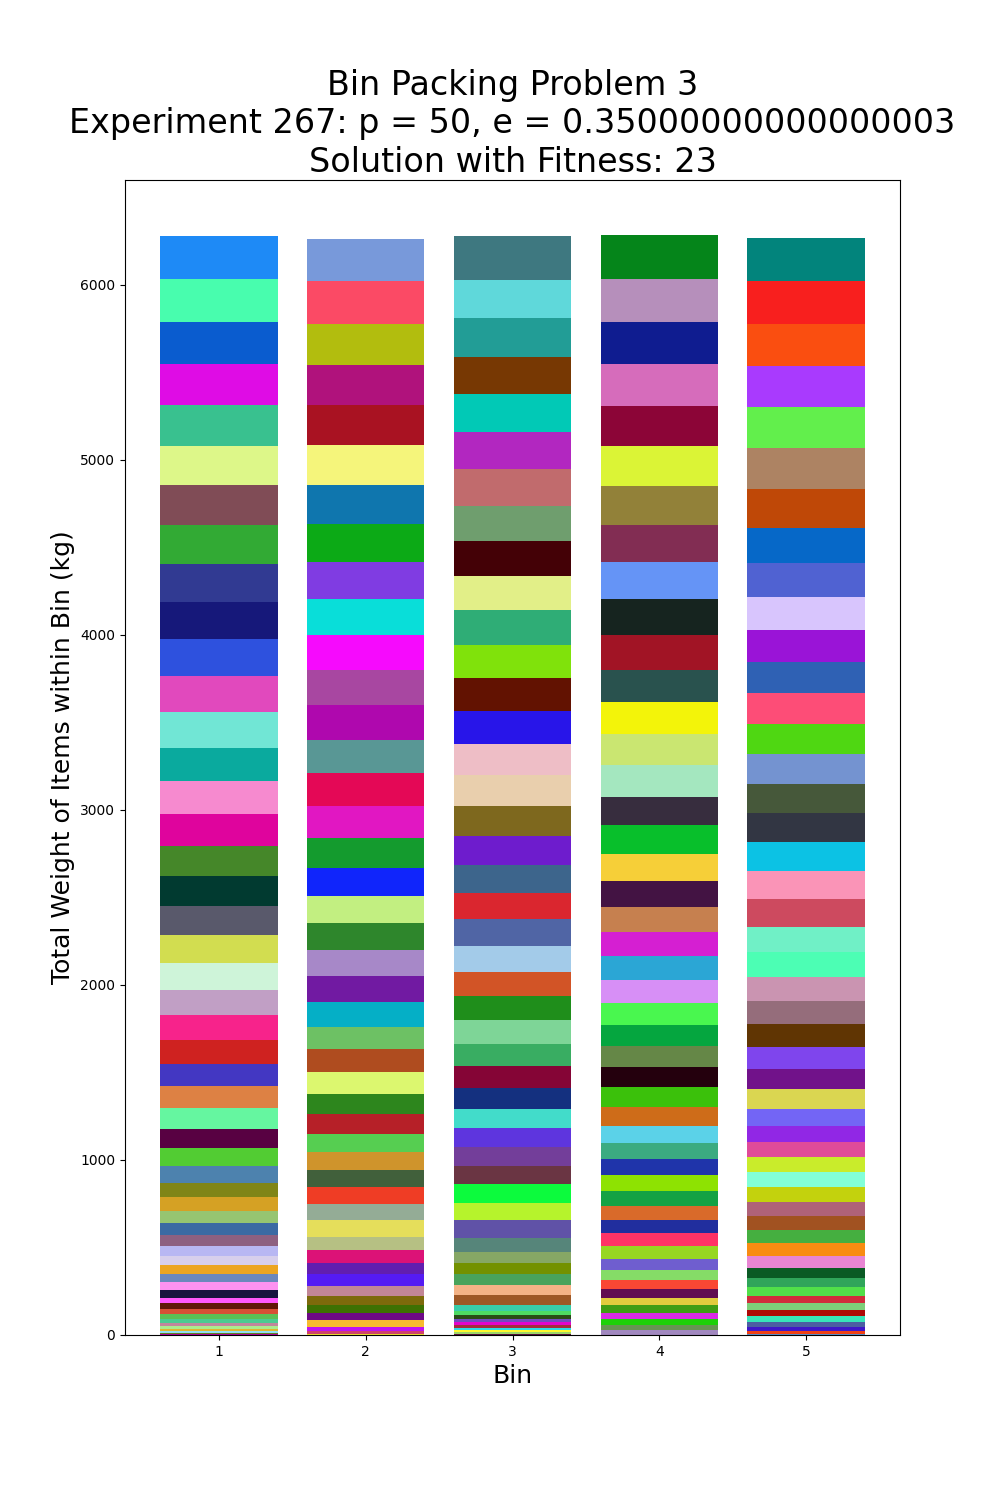 Bin Packing Problem 3
Experiment 267: p = 50, e = 0.35000000000000003
Solution with Fitness: 23
Total Weight of Items within Bin (kg)
6000
5000
4000
3000
2000
1000
0
1 2 3 4 5
Bin